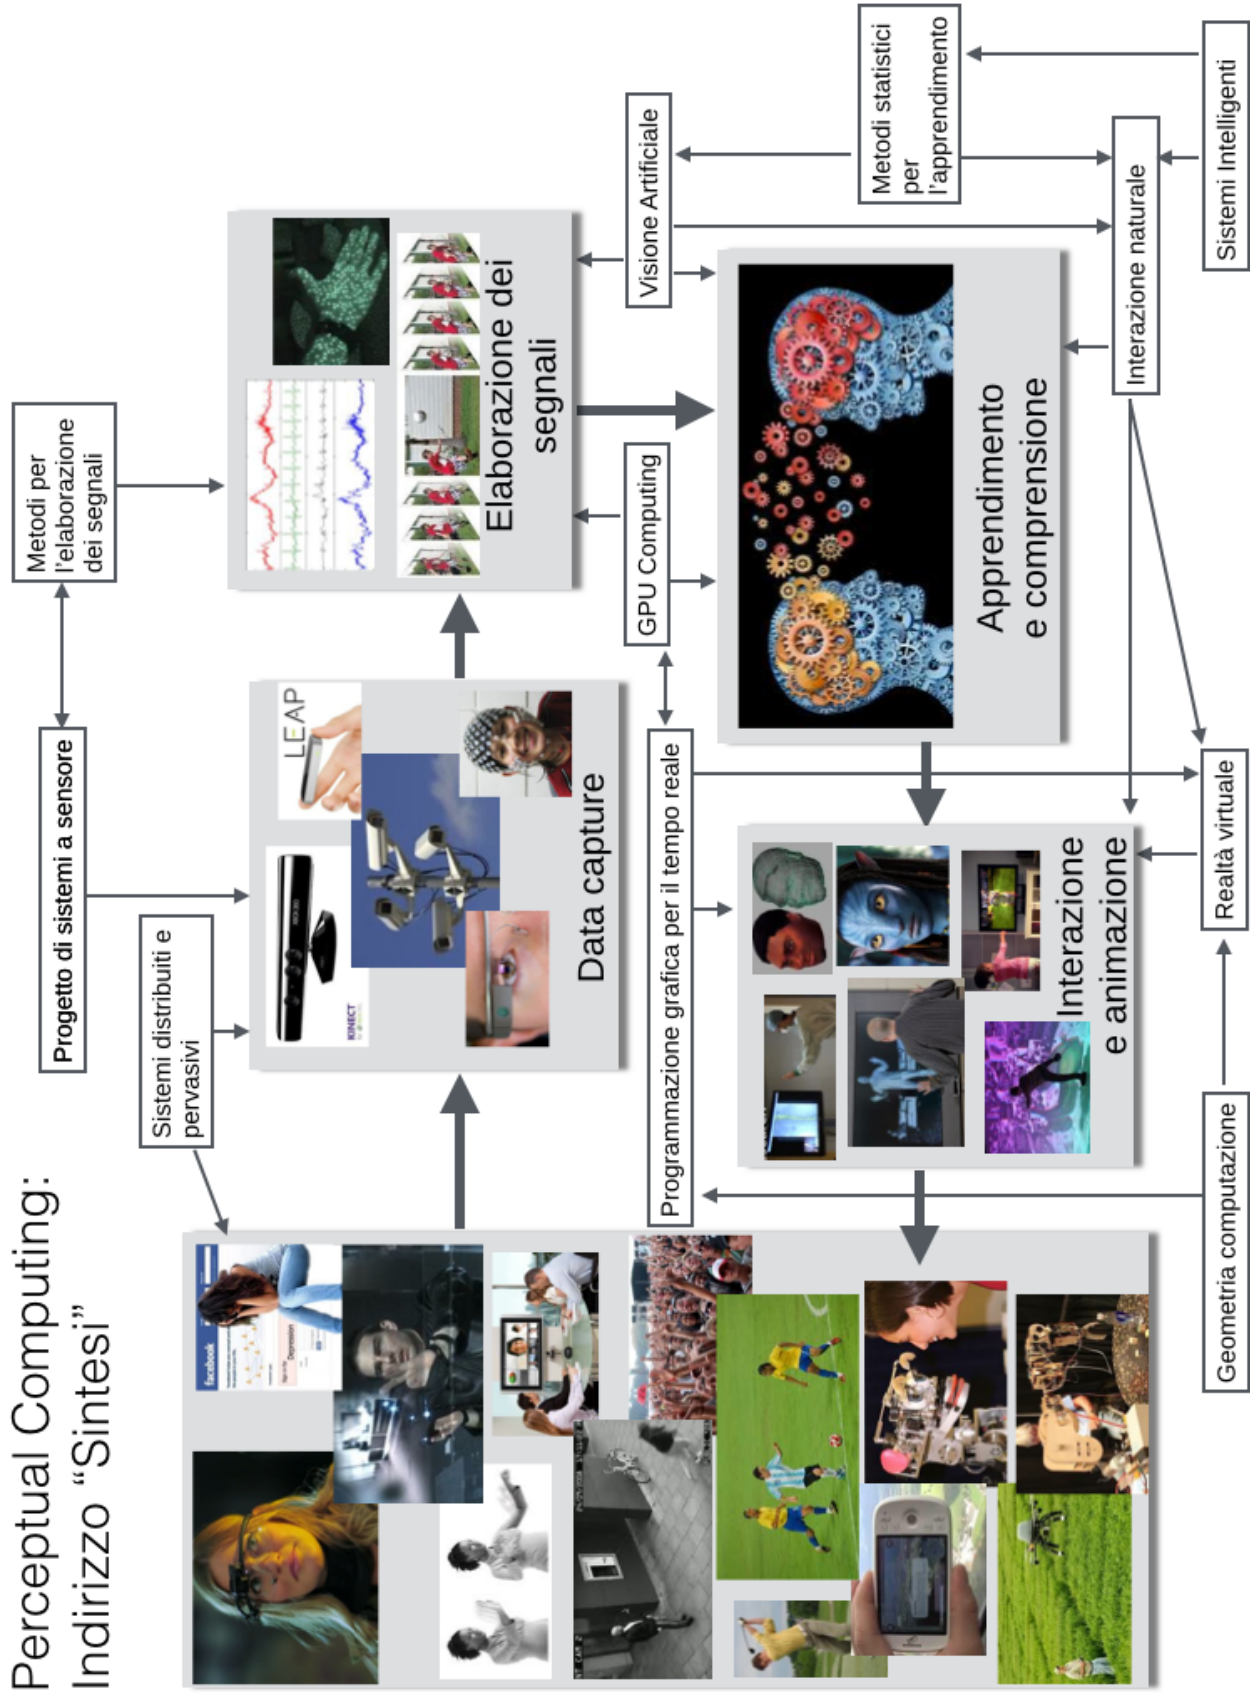 Perceptual Computing:
Indirizzo “Sintesi”
Progetto di sistemi a sensore
Metodi per
l'elaborazione
dei segnali
Sistemi distribuiti e
pervasivi
facebook
KINECT
XBOX 360
LEAP
Data capture
Elaborazione dei
segnali
GPU Computing
Visione Artificiale
Programmazione grafica per il tempo reale
Apprendimento
e comprensione
Metodi statistici
per
l'apprendimento
Interazione
e animazione
Interazione naturale
Geometria computazione
Realtà virtuale
Sistemi Intelligenti